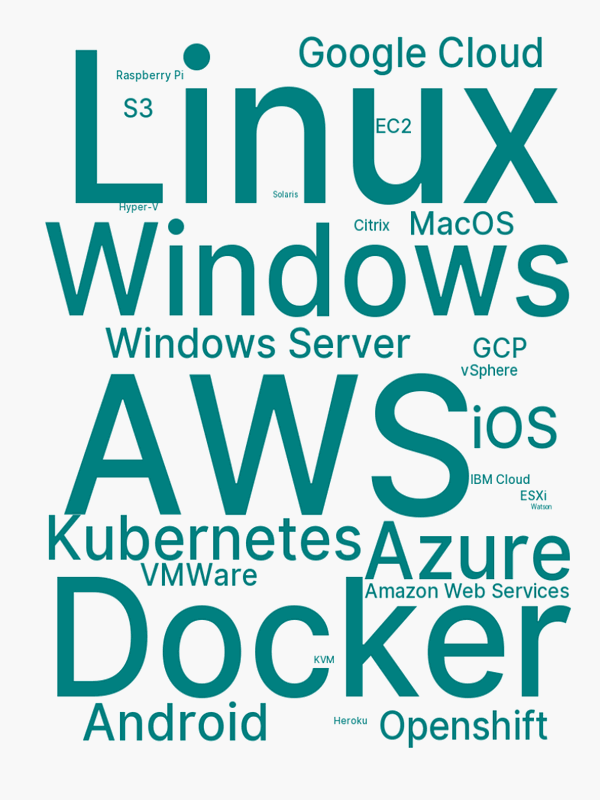 Google Cloud
Linux
Raspberry Pi
S3
EC2
Solaris
Hyper-V
Citrix
MacOS
Windows
Windows Server
GCP
vSphere
AWS
iOS
IBM Cloud
ESXi
Watson
Kubernetes
Azure
VMWare
Amazon Web Services
Docker
KVM
Android
Heroku
Openshift